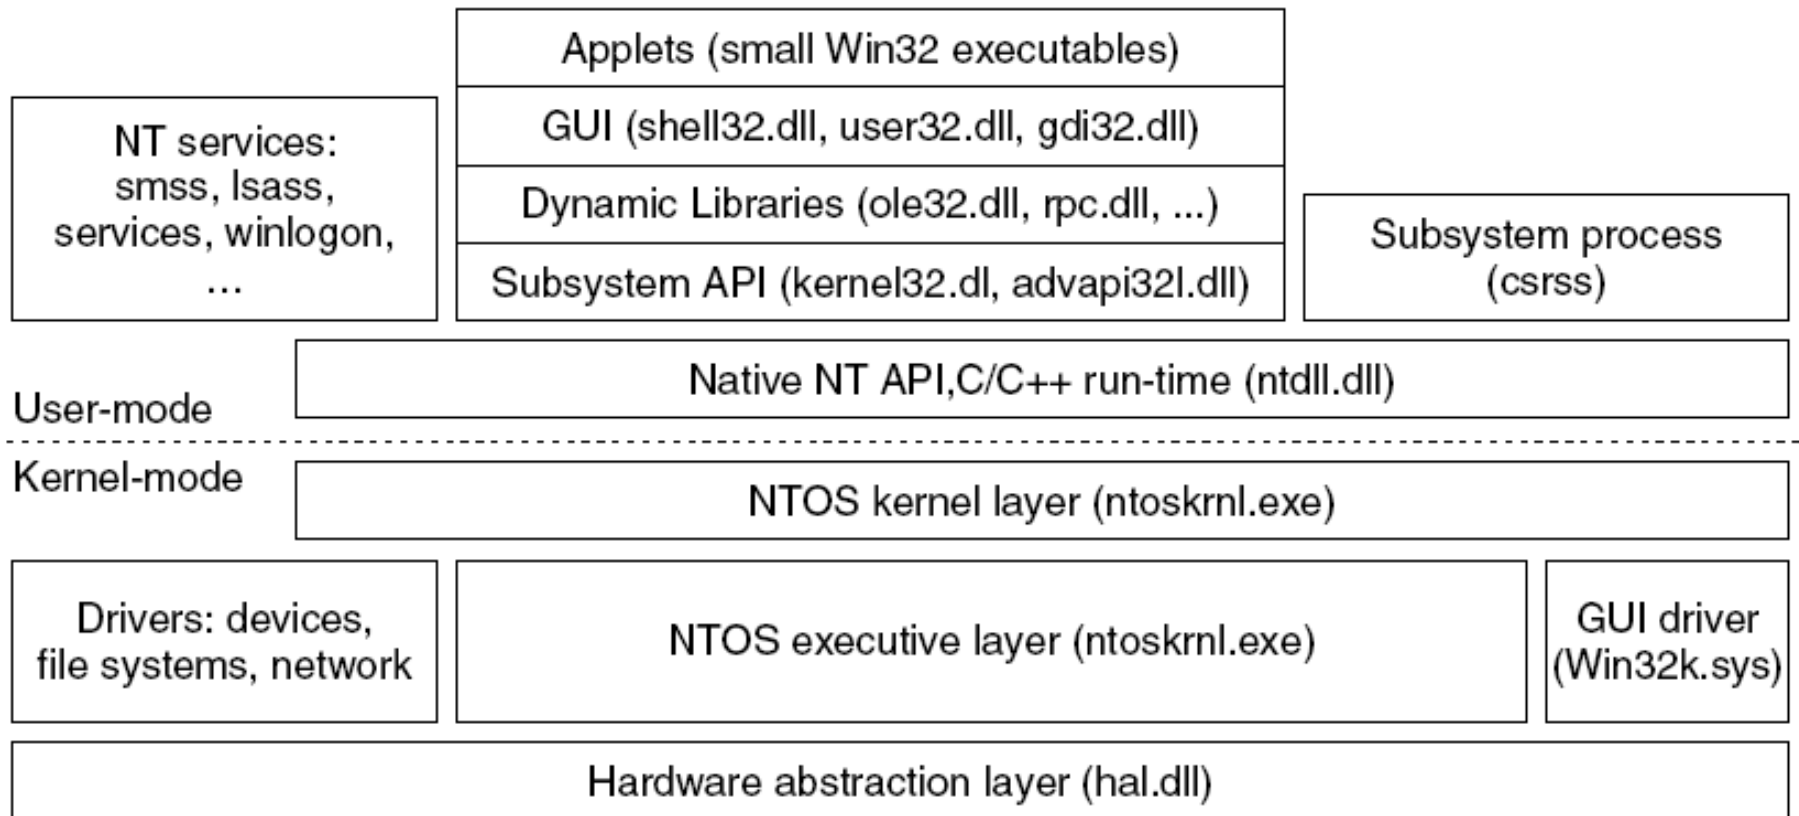 Applets (small Win32 executables)
NT services:
smss, lsass,
services, winlogon,
...
GUI (shell32.dll, user32.dll, gdi32.dll)
Dynamic Libraries (ole32.dll, rpc.dll, ...)
Subsystem API (kernel32.dl, advapi32l.dll)
Subsystem process
(csrss)
Native NT API,C/C++ run-time (ntdll.dll)
User-mode
Kernel-mode
NTOS kernel layer (ntoskrnl.exe)
Drivers: devices,
file systems, network
NTOS executive layer (ntoskrnl.exe)
GUI driver
(Win32k.sys)
Hardware abstraction layer (hal.dll)